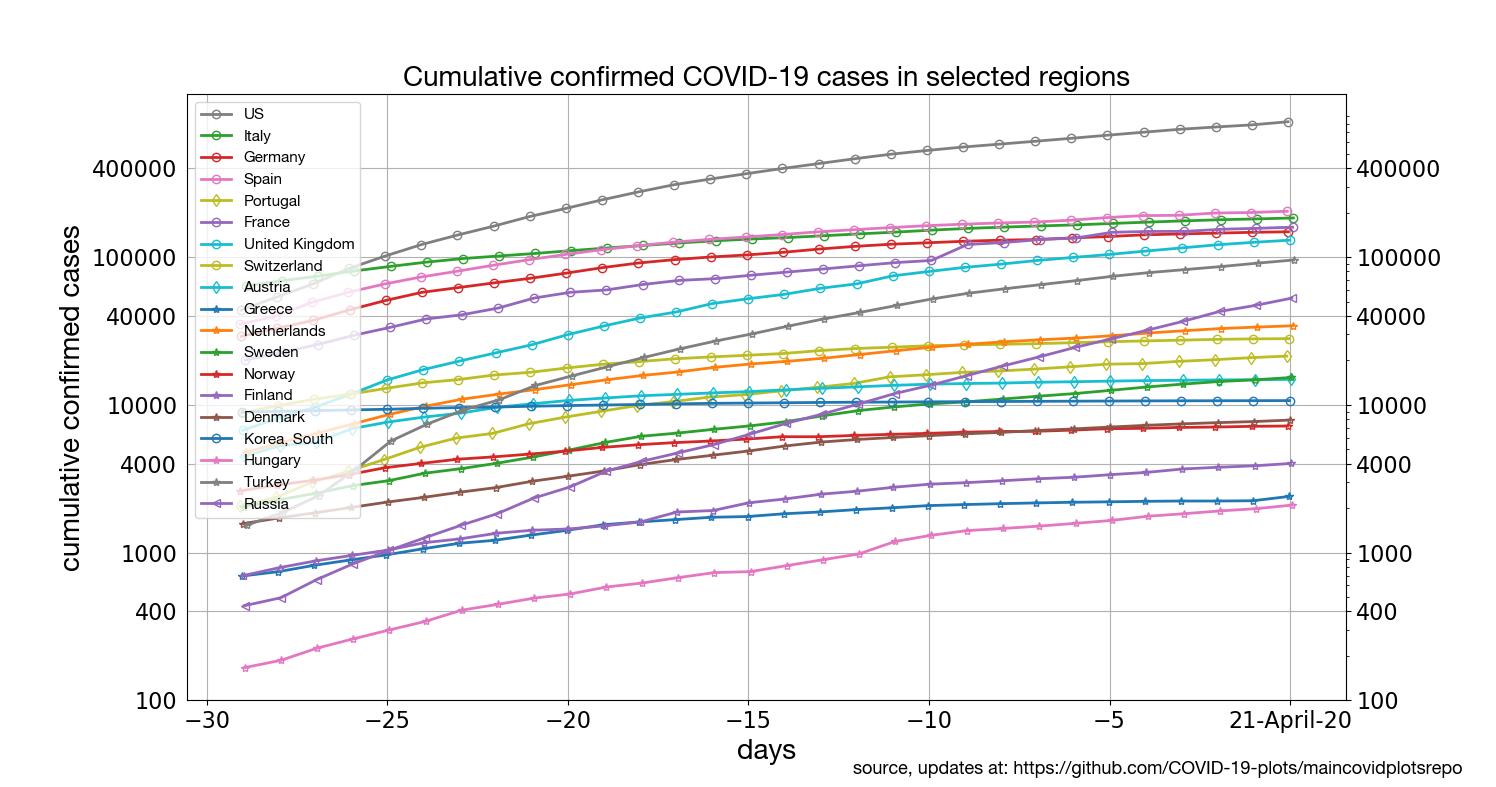 Cumulative confirmed COVID-19 cases in selected regions
US
Italy
Germany
Spain
Portugal
France
United Kingdom
Switzerland
Austria
Greece
Netherlands
Sweden
Norway
Finland
Denmark
Korea, South
Hungary
Turkey
Russia
cumulative confirmed cases
400000
100000
40000
10000
4000
1000
400
100
400000
100000
40000
10000
4000
1000
400
100
−30 −25 −20 −15 −10 −5 21-April-20
days
source, updates at: https://github.com/COVID-19-plots/maincovidplotsrepo